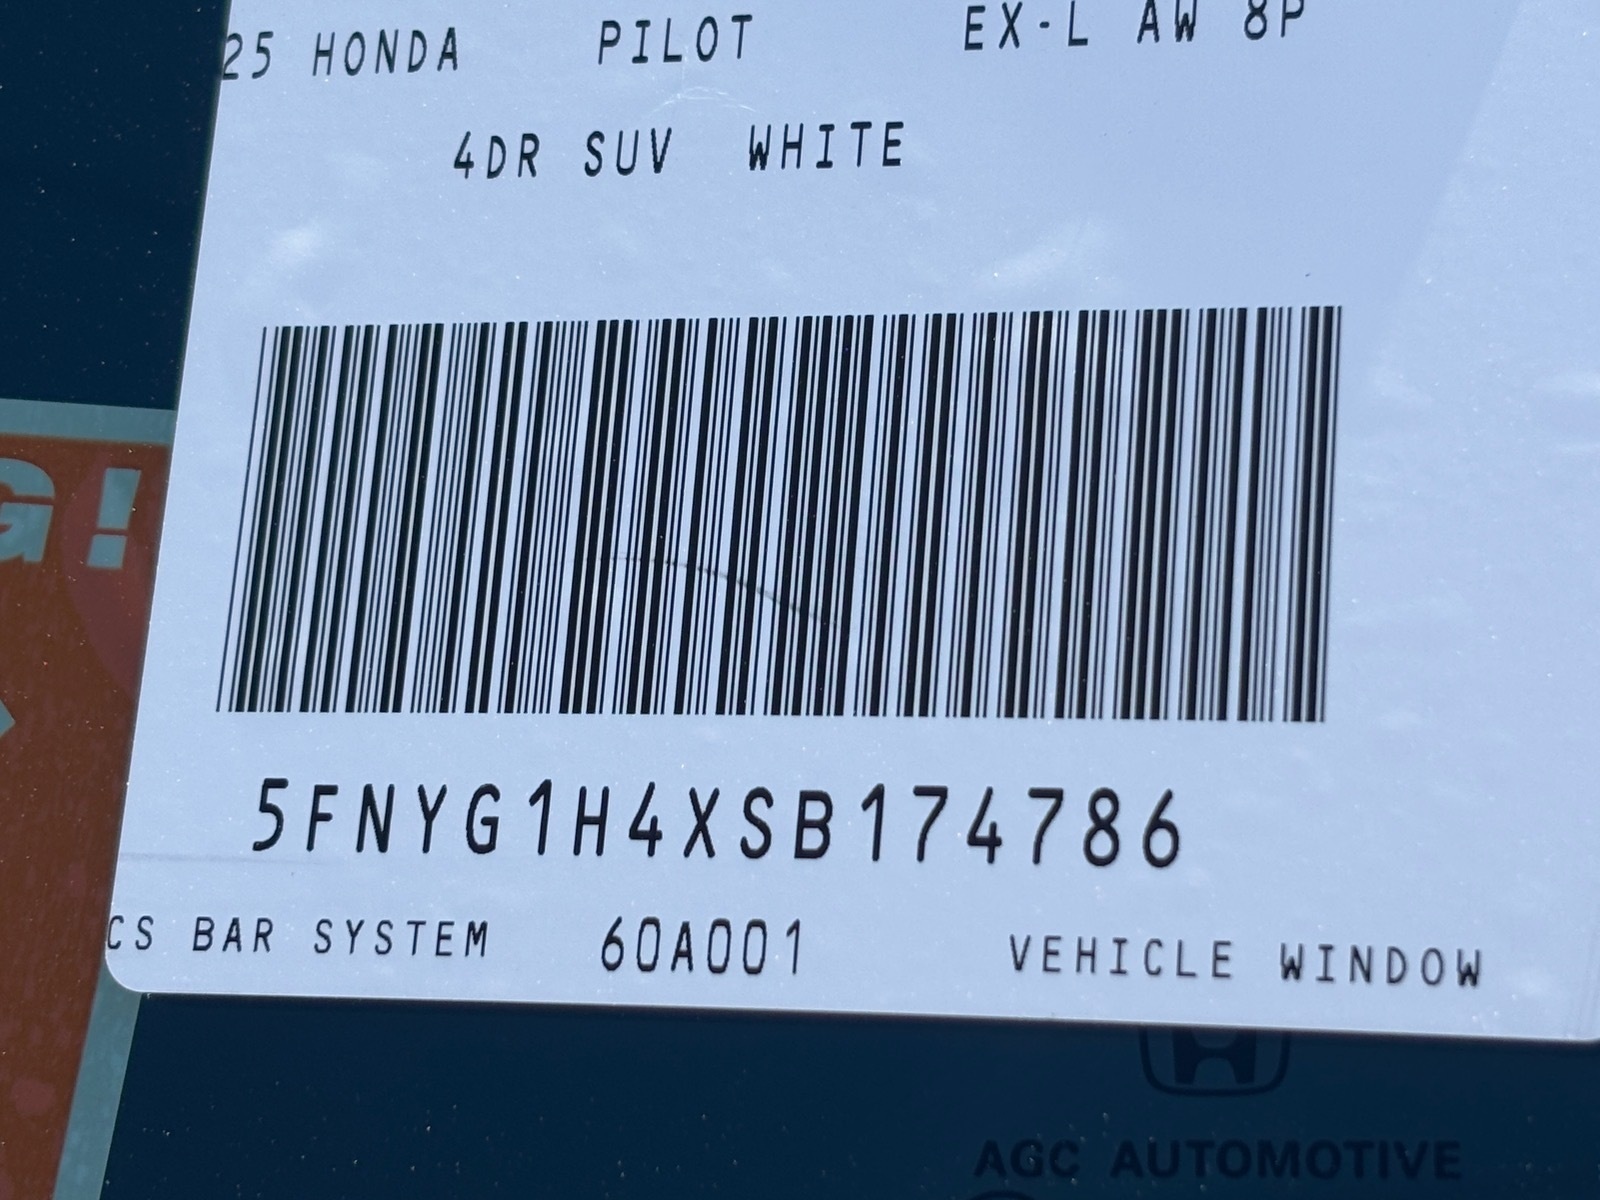 25 HONDA PILOT EX-L AW 8P
4DR SUV WHITE
G!
5FNYG1H4XSB174786
CS BAR SYSTEM 60A001 VEHICLE WINDOW
AGC AUTOMOTIVE